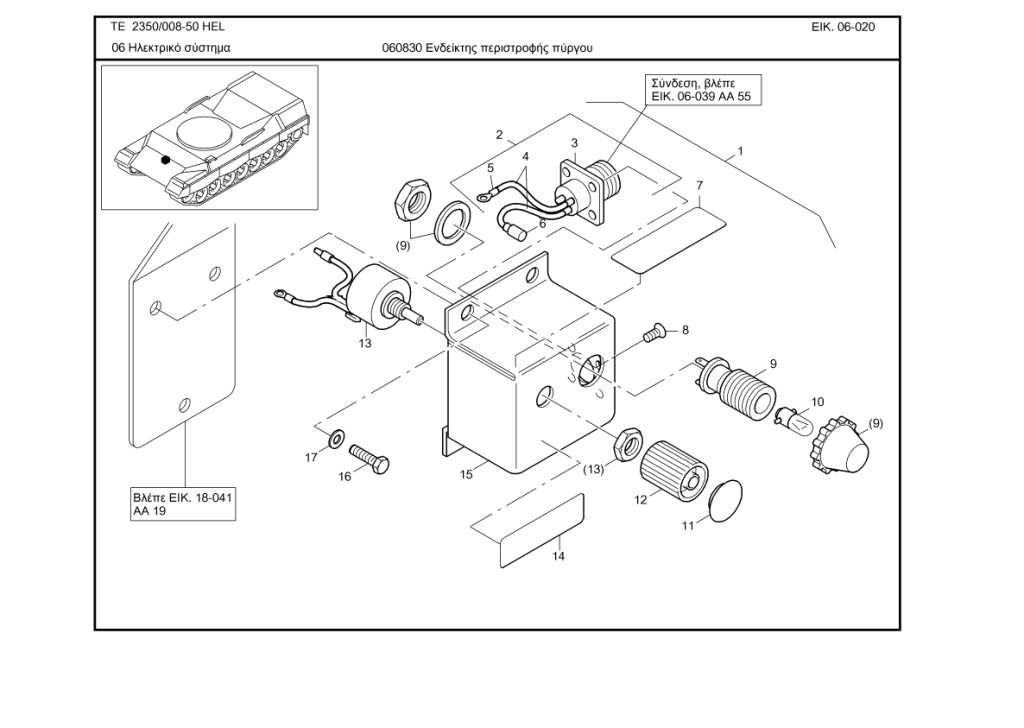 TE 2350/008-50 HEL
ΕΙΚ. 06-020
06 Ηλεκτρικό σύστημα
060830 Ενδείκτης περιστροφής πύργου
Σύνδεση, βλέπε
ΕΙΚ. 06-039 ΑΑ 55
1
2
3
4
5
6
7
(9)
13
8
9
10
(9)
17
16
15
(13)
12
11
14
Βλέπε ΕΙΚ. 18-041
ΑΑ 19